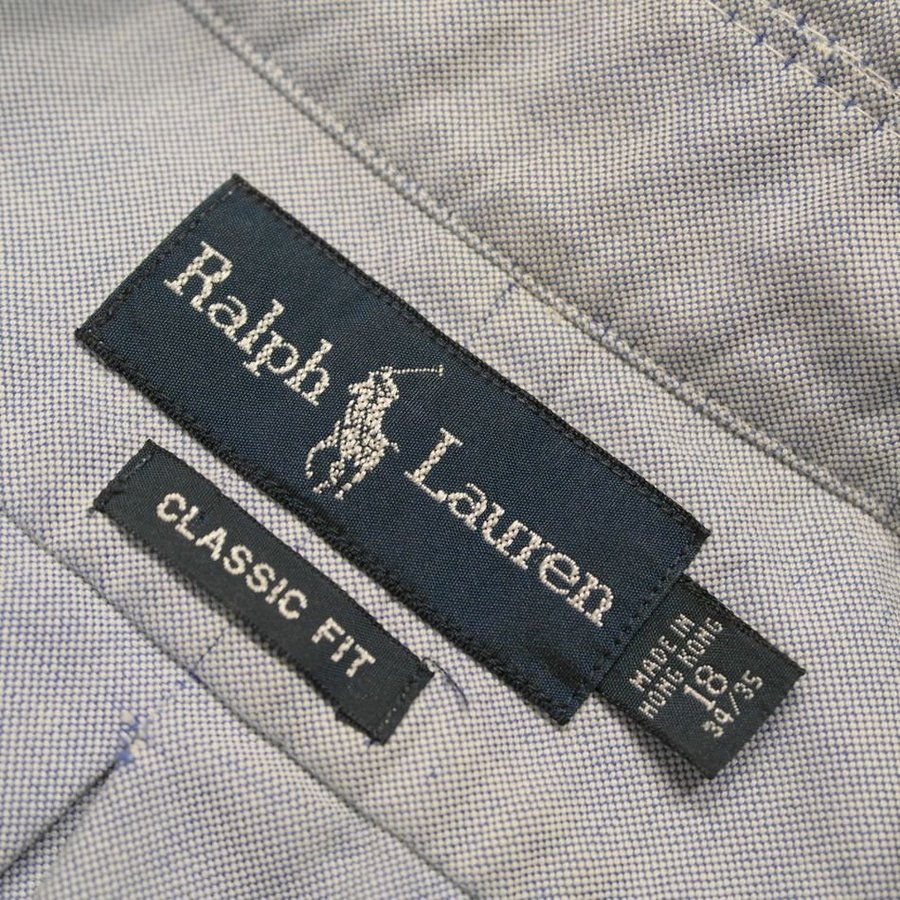 Ralph Lauren
CLASSIC FIT
MADE IN
HONG KONG
18
34/35